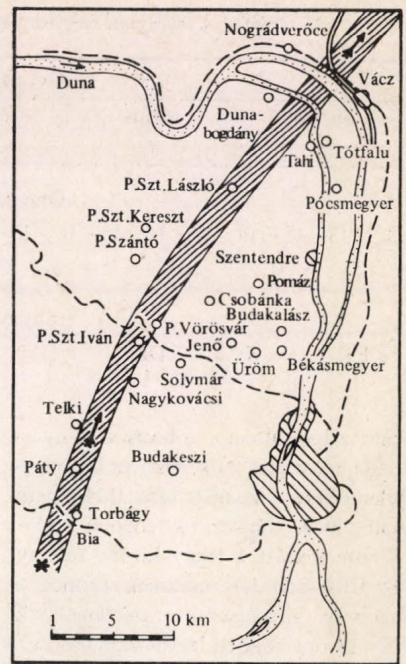 Nográdverőce
Duna
Vácz
Duna-
bogdány
Tahi
Tótfalu
P.Szt.László
Pócsmegyer
P.Szt.Kereszt
P.Szántó
Szentendre
Pomáz
Csobánka
Budakalász
P.Szt.Iván
P.Vörösvár
Jenő
Üröm
Békásmegyer
Solymár
Nagykovácsi
Telki
Budakeszi
Páty
Torbágy
Bia
1 5 10 km